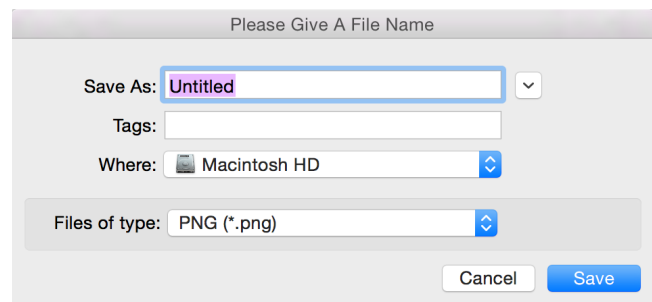 Please Give A File Name
Save As: Untitled
Tags:
Where: Macintosh HD
Files of type: PNG (*.png)
Cancel Save